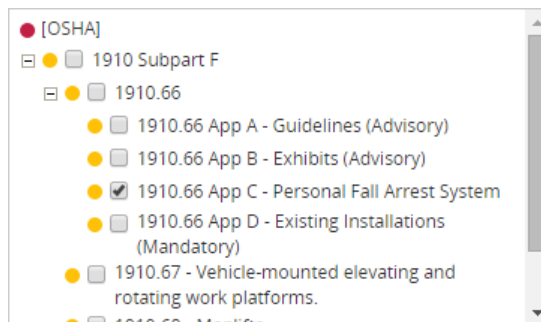 [OSHA]
1910 Subpart F
1910.66
1910.66 App A - Guidelines (Advisory)
1910.66 App B - Exhibits (Advisory)
1910.66 App C - Personal Fall Arrest System
1910.66 App D - Existing Installations
(Mandatory)
1910.67 - Vehicle-mounted elevating and
rotating work platforms.